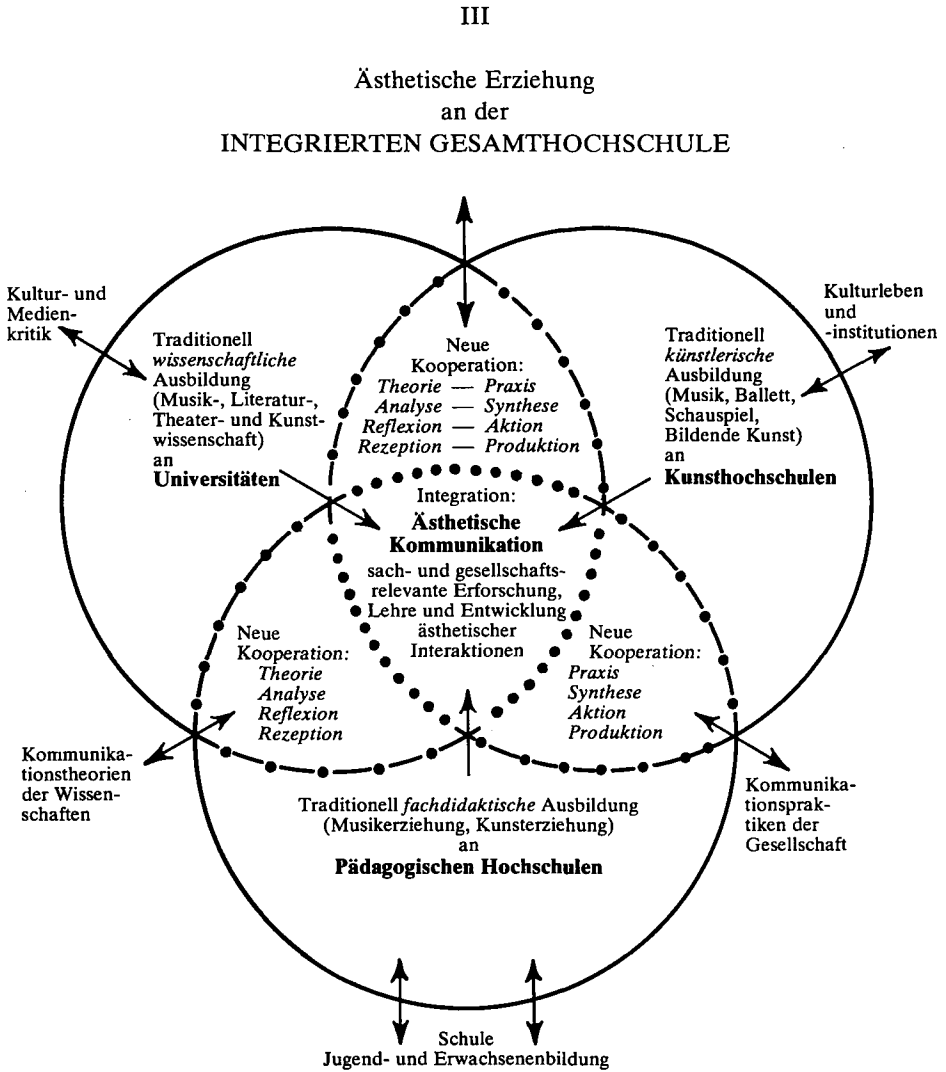 III
Ästhetische Erziehung
an der
INTEGRIERTEN GESAMTHOCHSCHULE
Kultur- und
Medien-
kritik
Traditionell
wissenschaftliche
Ausbildung
(Musik-, Literatur-,
Theater- und Kunst-
wissenschaft)
an
Universitäten
Neue
Kooperation:
Theorie — Praxis
Analyse — Synthese
Reflexion — Aktion
Rezeption — Produktion
Traditionell
künstlerische
Ausbildung
(Musik, Ballett,
Schauspiel,
Bildende Kunst)
an
Kunsthochschulen
Kulturleben
und
-institutionen
Integration:
Ästhetische
Kommunikation
sach- und gesellschafts-
relevante Erforschung,
Lehre und Entwicklung
ästhetischer
Interaktionen
Neue
Kooperation:
Theorie
Analyse
Reflexion
Rezeption
Neue
Kooperation:
Praxis
Synthese
Aktion
Produktion
Kommunika-
tionstheorien
der Wissen-
schaften
Traditionell fachdidaktische Ausbildung
(Musikerziehung, Kunsterziehung)
an
Pädagogischen Hochschulen
Kommunika-
tionsprak-
tiken der
Gesellschaft
Schule
Jugend- und Erwachsenenbildung